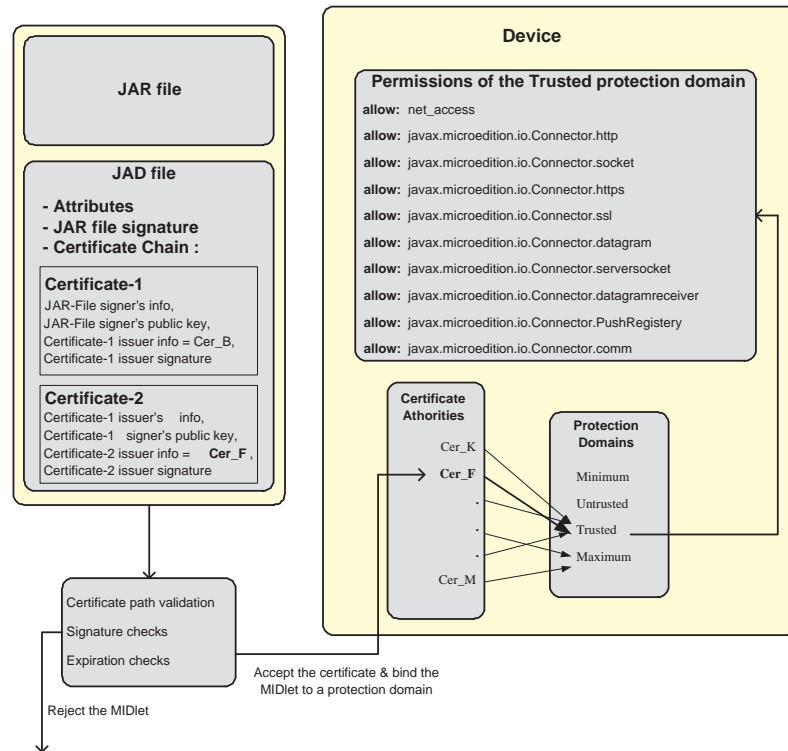 JAR file
JAD file
- Attributes
- JAR file signature
- Certificate Chain :
Certificate-1
JAR-File signer's info,
JAR-File signer's public key,
Certificate-1 issuer info = Cer_B,
Certificate-1 issuer signature
Certificate-2
Certificate-1 issuer's info,
Certificate-1 signer's public key,
Certificate-2 issuer info = Cer_F ,
Certificate-2 issuer signature
Certificate path validation
Signature checks
Expiration checks
Reject the MIDlet
Accept the certificate & bind the
MIDlet to a protection domain
Device
Permissions of the Trusted protection domain
allow: net_access
allow: javax.microedition.io.Connector.http
allow: javax.microedition.io.Connector.socket
allow: javax.microedition.io.Connector.https
allow: javax.microedition.io.Connector.ssl
allow: javax.microedition.io.Connector.datagram
allow: javax.microedition.io.Connector.serversocket
allow: javax.microedition.io.Connector.datagramreceiver
allow: javax.microedition.io.Connector.PushRegistery
allow: javax.microedition.io.Connector.comm
Certificate
Athorities
Cer_K
Cer_F
.
.
.
Cer_M
Protection
Domains
Minimum
Untrusted
Trusted
Maximum